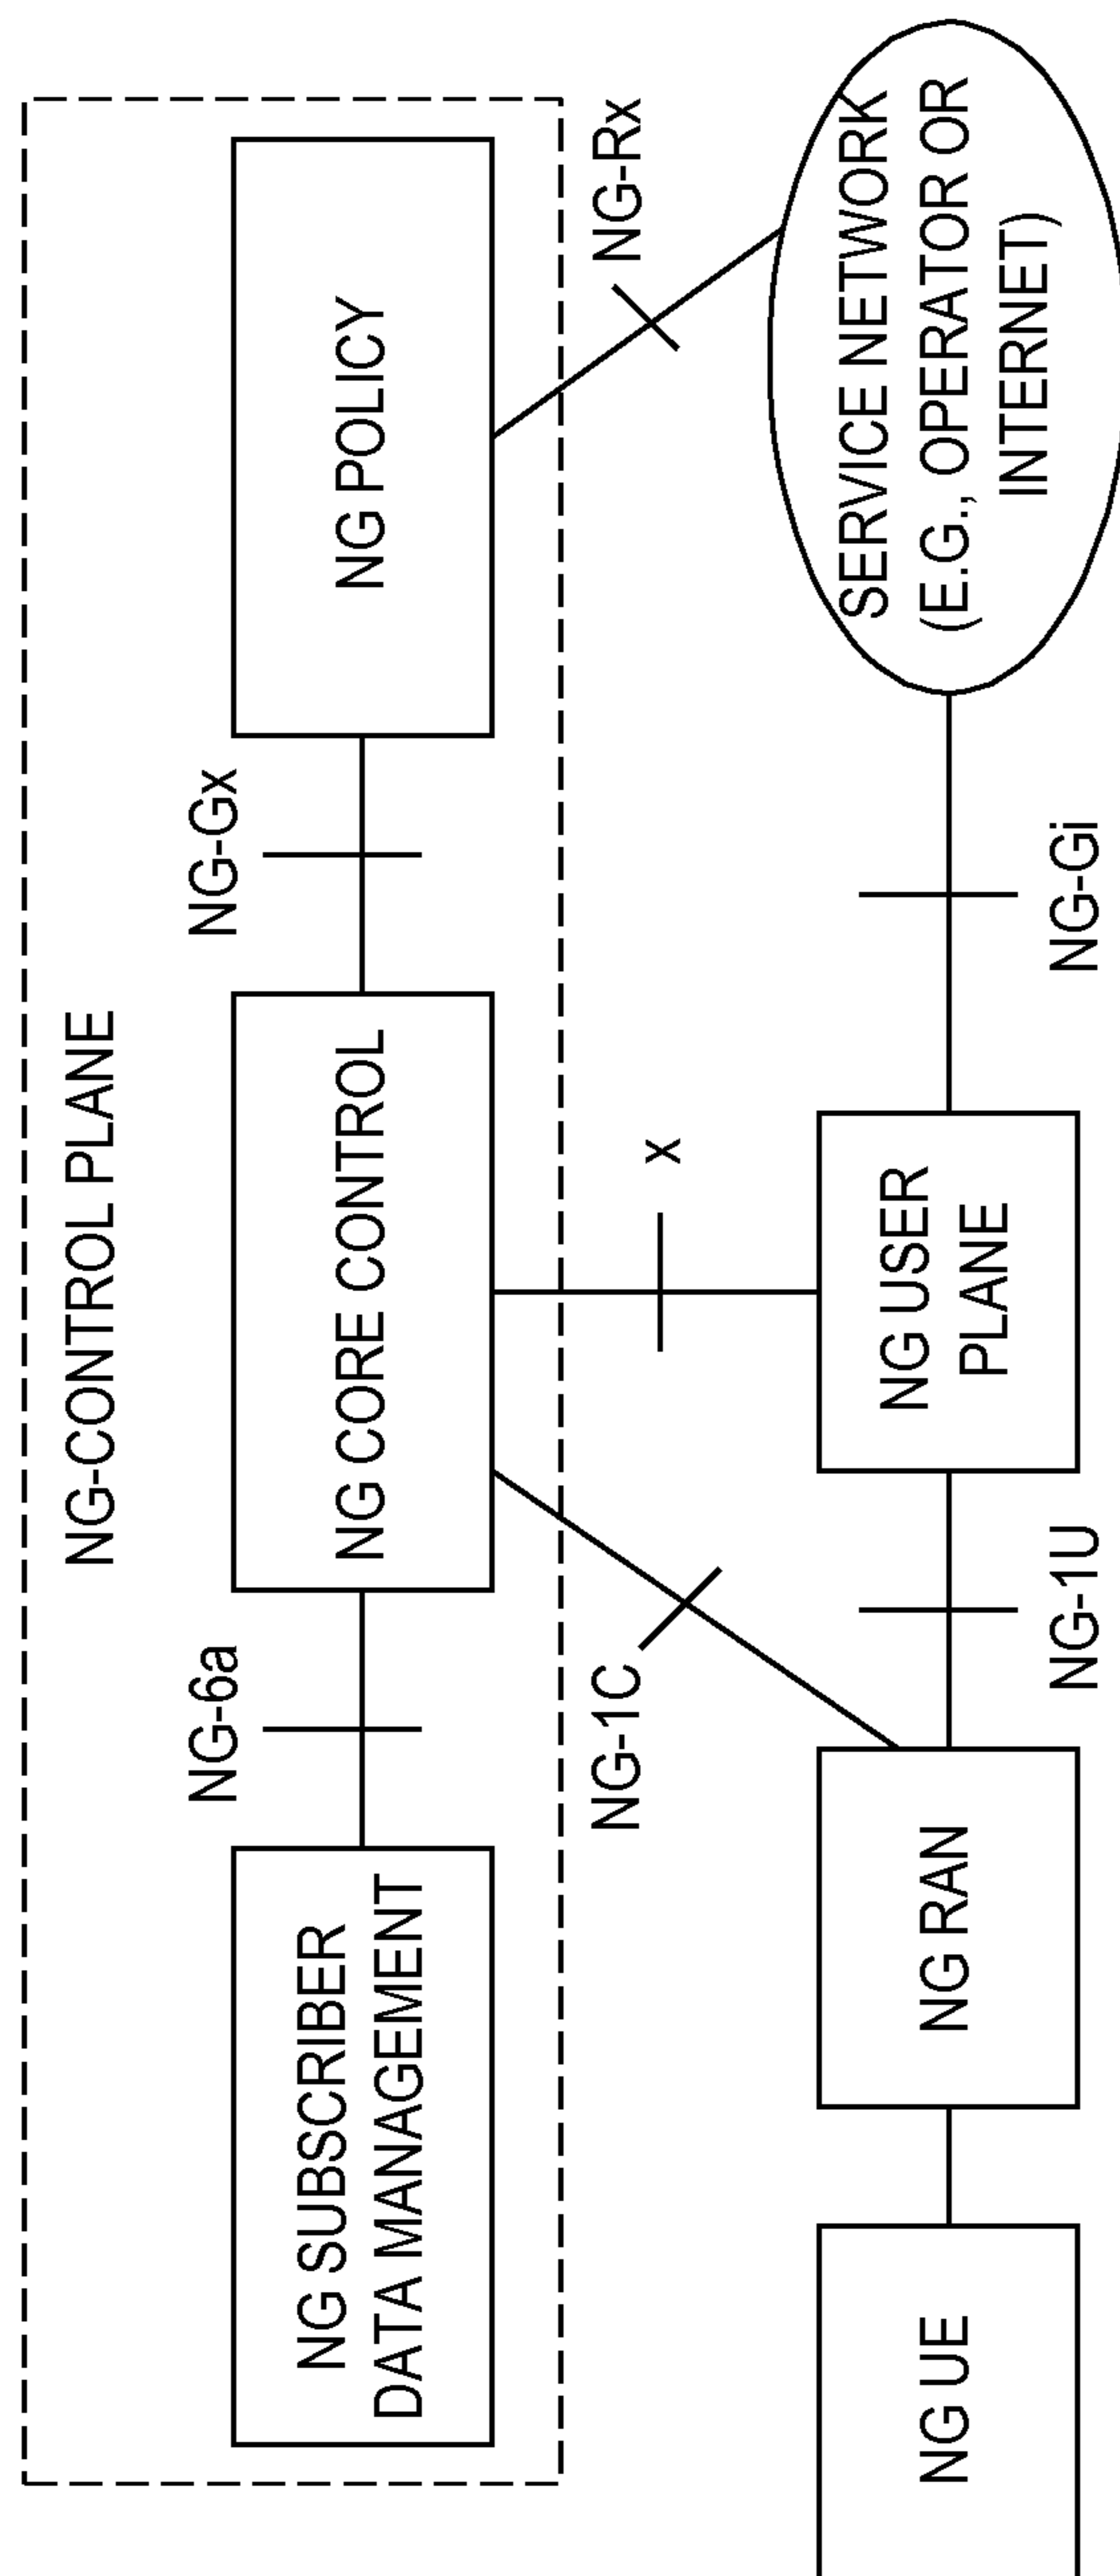 NG-CONTROL PLANE
NG SUBSCRIBER
DATA MANAGEMENT
NG-6a
NG CORE CONTROL
NG-Gx
NG POLICY
NG-1C
x
NG-Rx
NG UE
NG RAN
NG-1U
NG USER
PLANE
NG-Gi
SERVICE NETWORK
(E.G., OPERATOR OR
INTERNET)